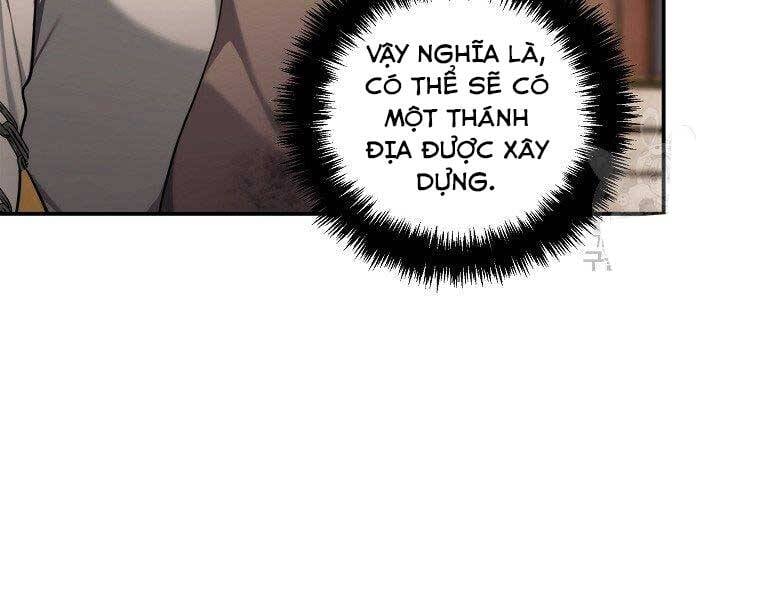 VẬY NGHĨA LÀ,
CÓ THỂ SẼ CÓ
MỘT THÁNH
ĐỊA ĐƯỢC XÂY
DỰNG.